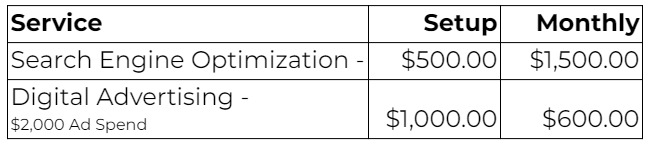 Service Setup Monthly
Search Engine Optimization - $500.00 $1,500.00
Digital Advertising -
$2,000 Ad Spend $1,000.00 $600.00